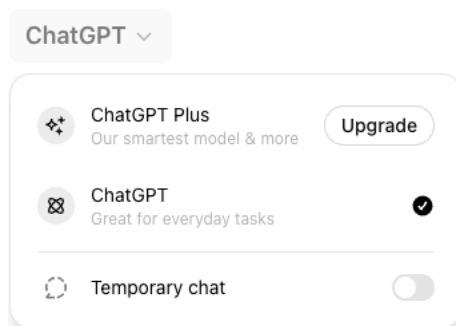 ChatGPT
ChatGPT Plus
Our smartest model & more
Upgrade
ChatGPT
Great for everyday tasks
Temporary chat